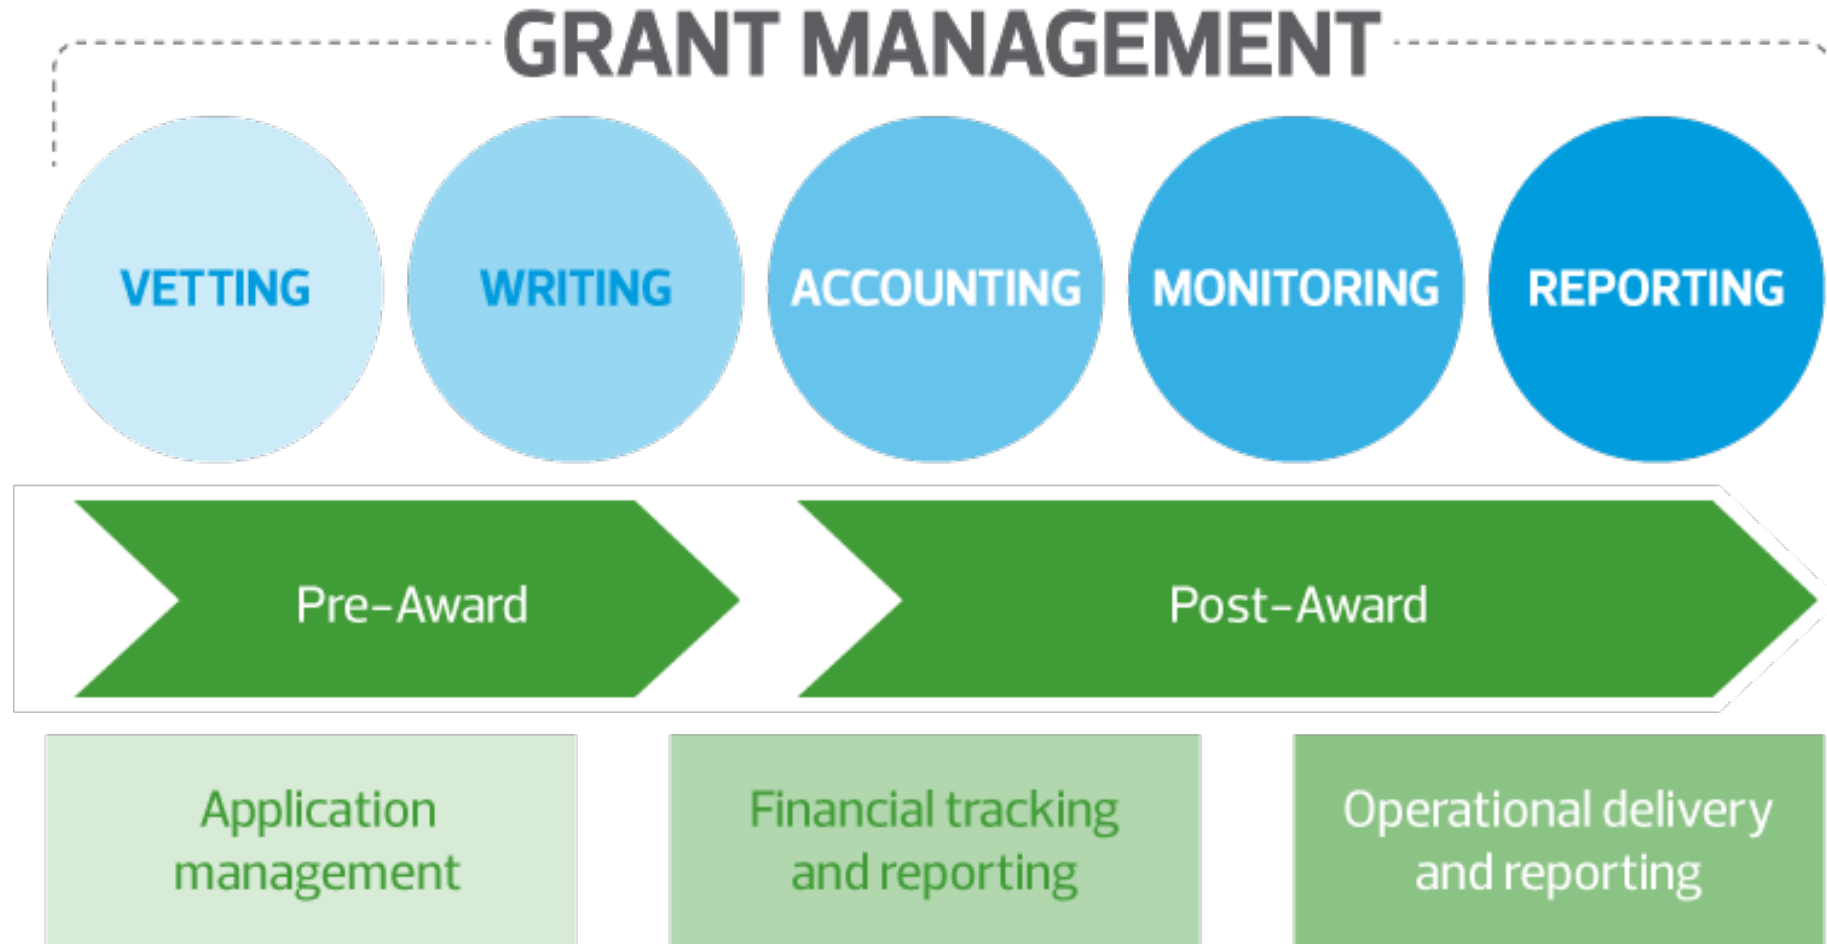 GRANT MANAGEMENT
VETTING
WRITING
ACCOUNTING
MONITORING
REPORTING
Pre-Award
Post-Award
Application
management
Financial tracking
and reporting
Operational delivery
and reporting